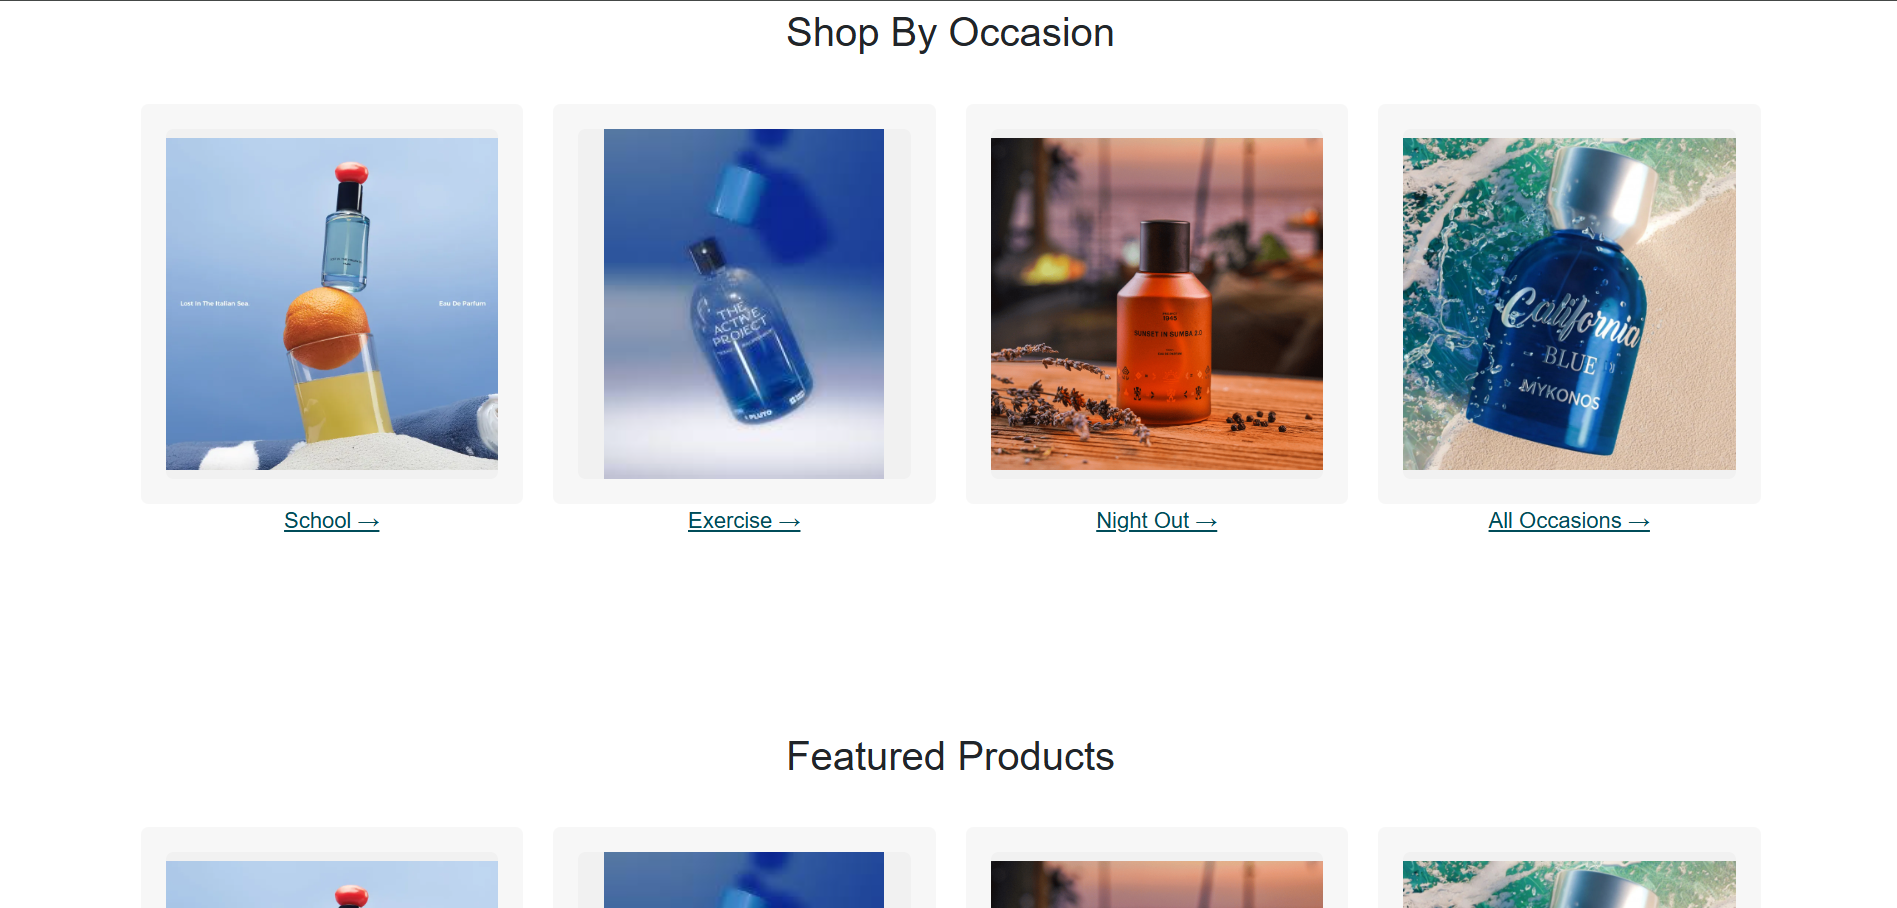 Shop By Occasion
Lost In The Italian Sea.
Eau De Parfum
THE
ACTIVE
PROJECT
PLUTO
1945
SUNSET IN BUMBA 2.0
California
BLUE
MYKONOS
School →
Exercise →
Night Out →
All Occasions →
Featured Products